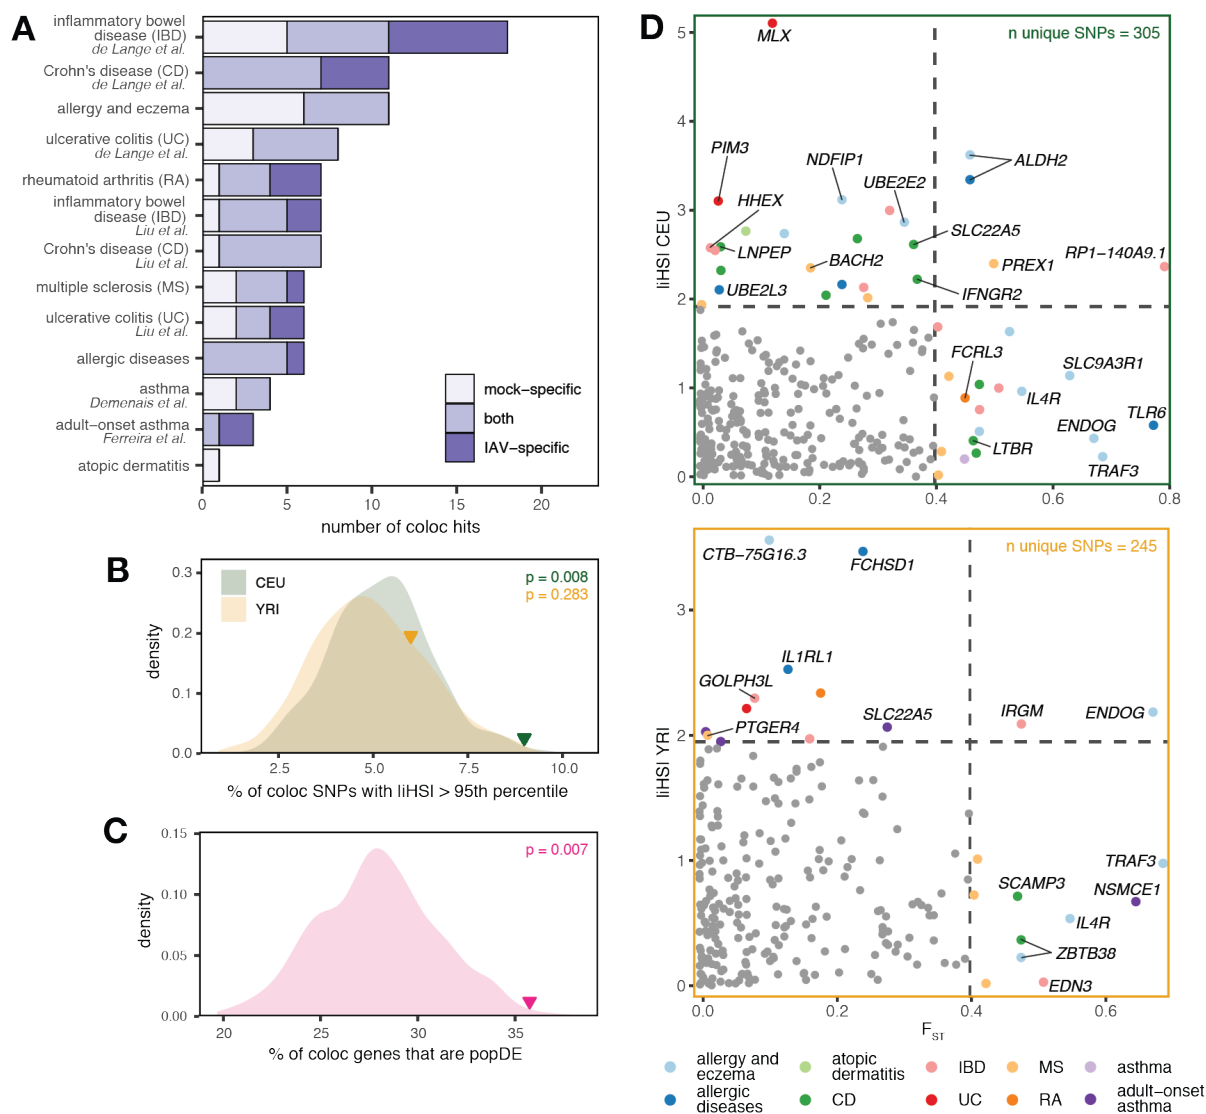 A
inflammatory bowel
disease (IBD)
de Lange et al.
Crohn's disease (CD)
de Lange et al.
allergy and eczema
ulcerative colitis (UC)
de Lange et al.
rheumatoid arthritis (RA)
inflammatory bowel
disease (IBD)
Liu et al.
Crohn's disease (CD)
Liu et al.
multiple sclerosis (MS)
ulcerative colitis (UC)
Liu et al.
allergic diseases
asthma
Demenais et al.
adult−onset asthma
Ferreira et al.
atopic dermatitis
mock−specific
both
IAV−specific
0 5 10 15 20
number of coloc hits
B
CEU
YRI
p = 0.008
p = 0.283
density
0.3
0.2
0.1
0.0
2.5 5.0 7.5 10.0
% of coloc SNPs with liHSI > 95th percentile
C
p = 0.007
density
0.15
0.10
0.05
0.00
20 25 30 35
% of coloc genes that are popDE
D
n unique SNPs = 305
liHSI CEU
5
4
3
2
1
0
MLX
PIM3
NDFIP1
ALDH2
UBE2E2
HHEX
SLC22A5
LNPEP
BACH2
PREX1
RP1−140A9.1
UBE2L3
IFNGR2
FCRL3
SLC9A3R1
IL4R
TLR6
ENDOG
LTBR
TRAF3
0.0 0.2 0.4 0.6 0.8
n unique SNPs = 245
liHSI YRI
3
2
1
0
CTB−75G16.3
FCHSD1
IL1RL1
GOLPH3L
SLC22A5
IRGM
ENDOG
PTGER4
TRAF3
SCAMP3
NSMCE1
IL4R
ZBTB38
EDN3
0.0 0.2 0.4 0.6
FST
allergy and
eczema
allergic
diseases
atopic
dermatitis
CD
IBD
UC
MS
RA
asthma
adult−onset
asthma